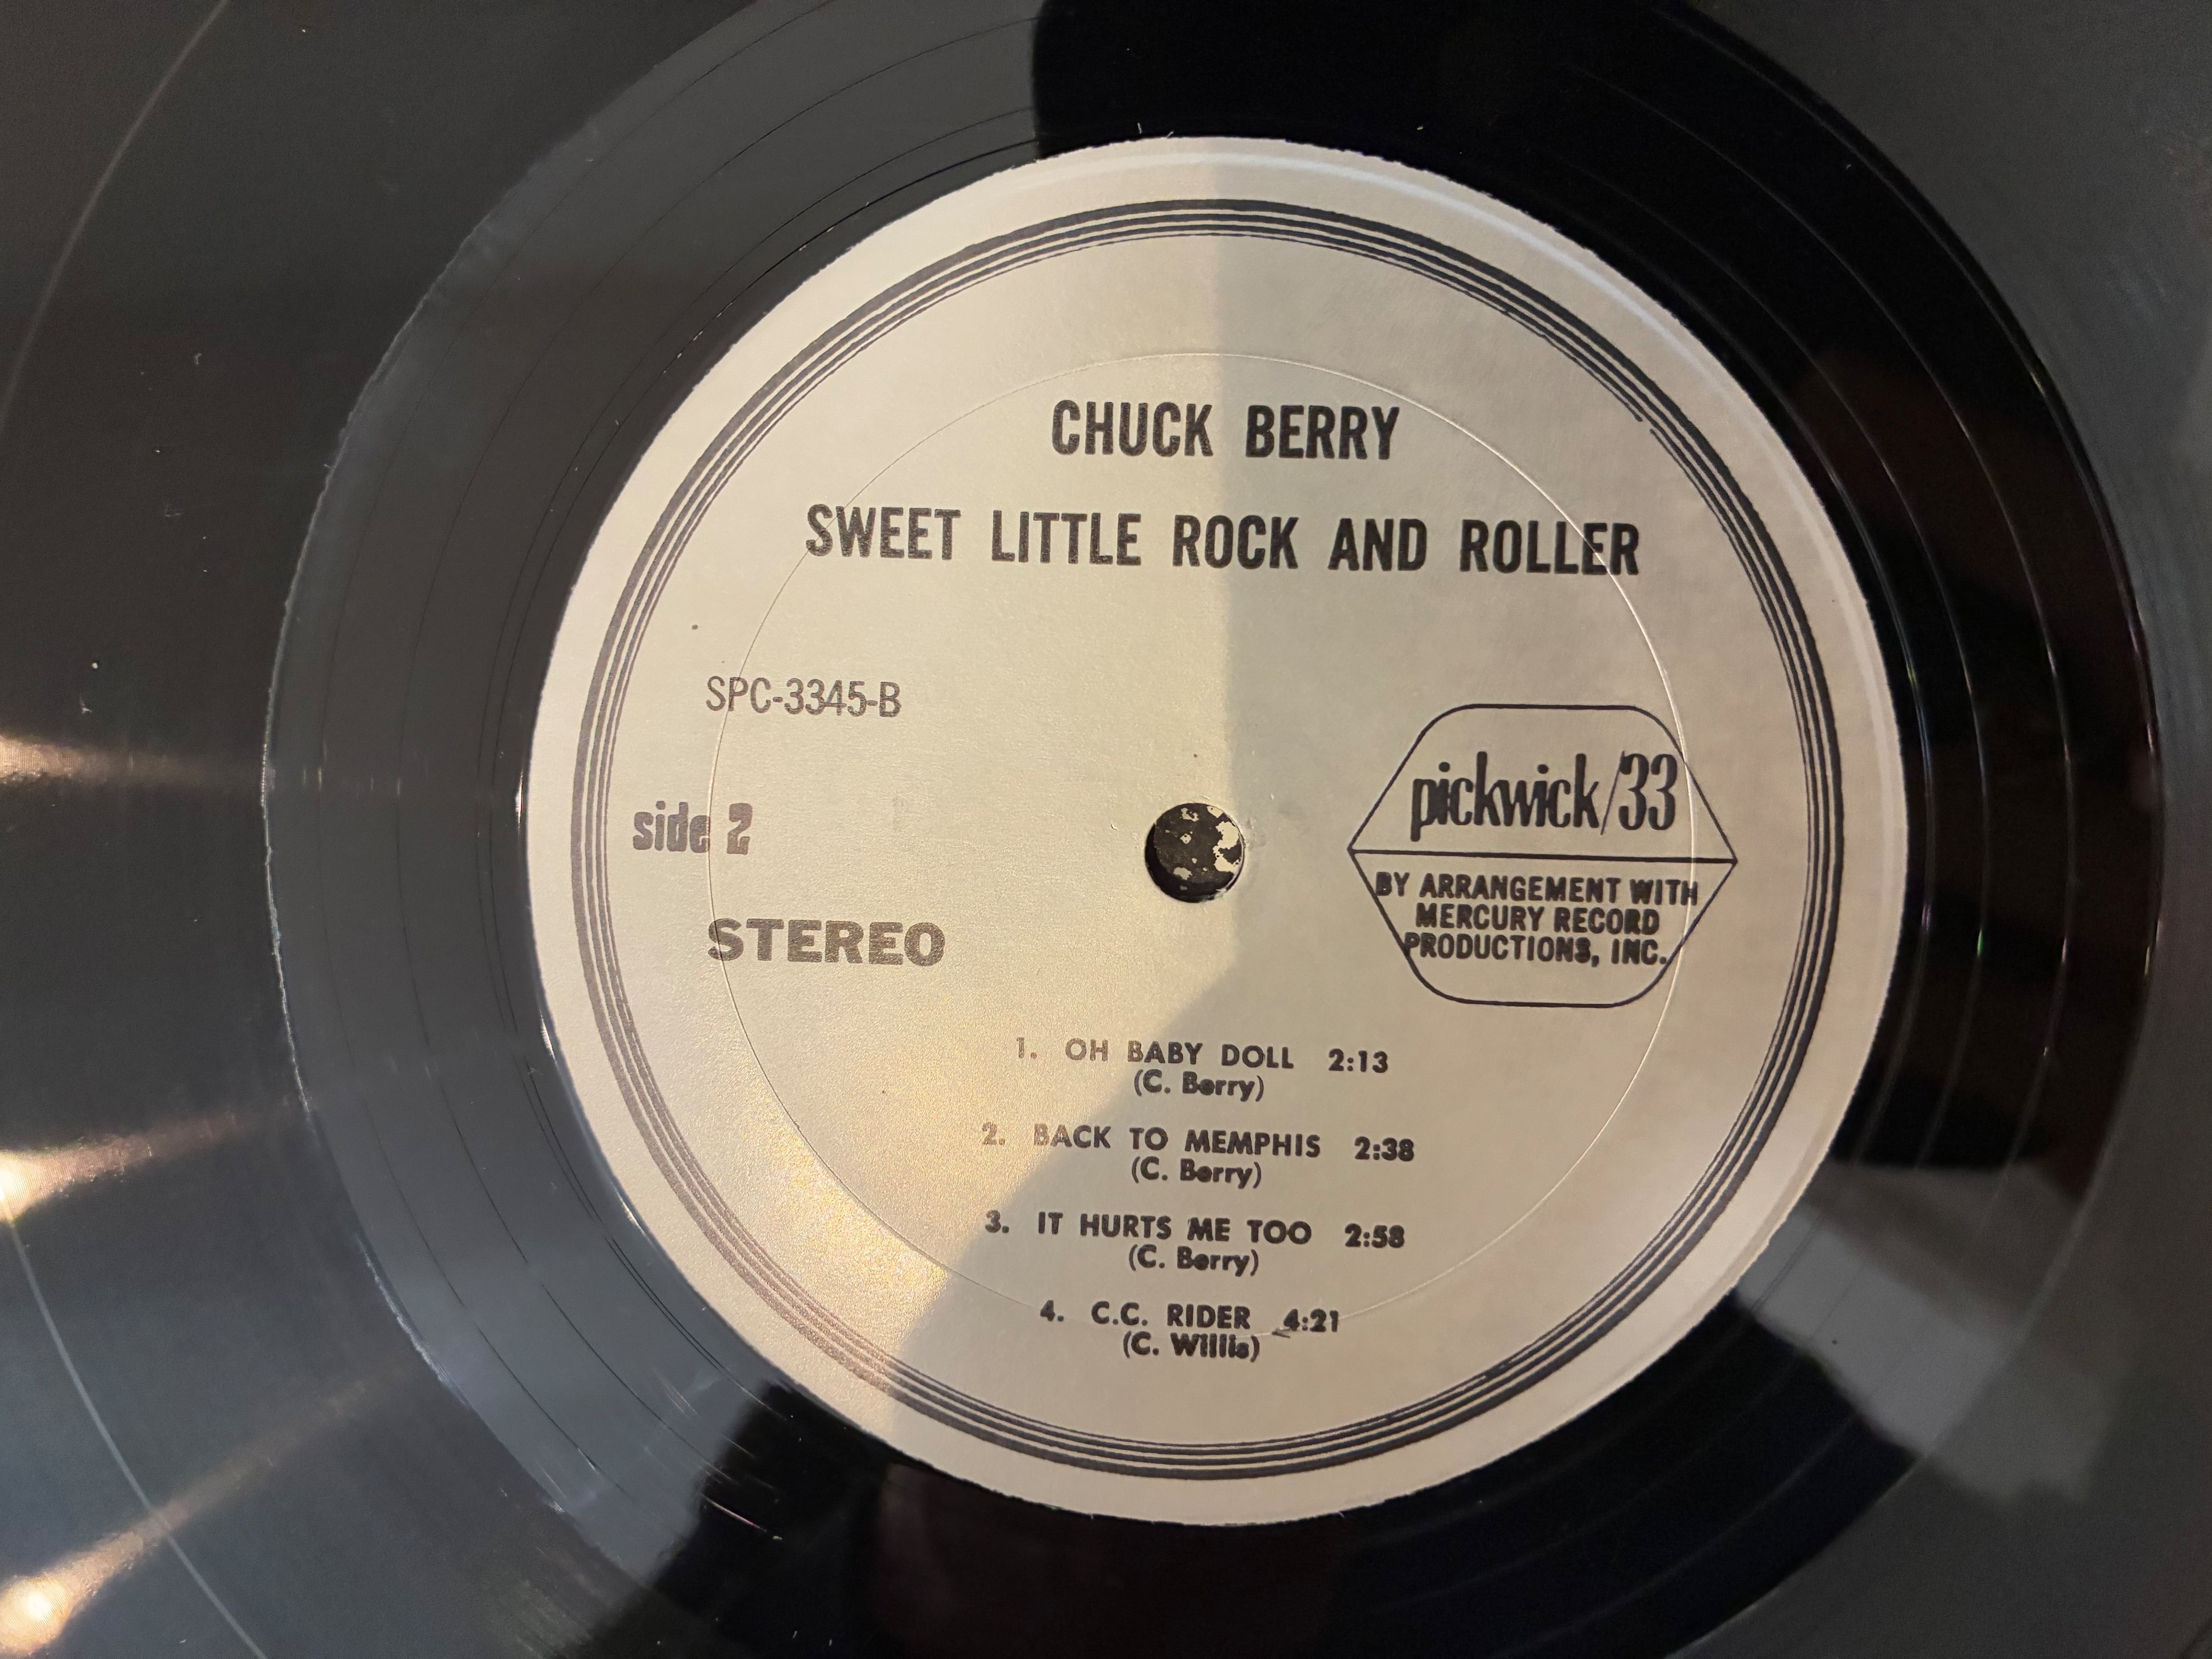 CHUCK BERRY
SWEET LITTLE ROCK AND ROLLER
SPC-3345-B
side 2
STEREO
pickwick/33
BY ARRANGEMENT WITH
MERCURY RECORD
PRODUCTIONS, INC.
1. OH BABY DOLL 2:13
(C. Berry)
2. BACK TO MEMPHIS 2:38
(C. Berry)
3. IT HURTS ME TOO 2:58
(C. Berry)
4. C.C. RIDER 4:21
(C. Willis)